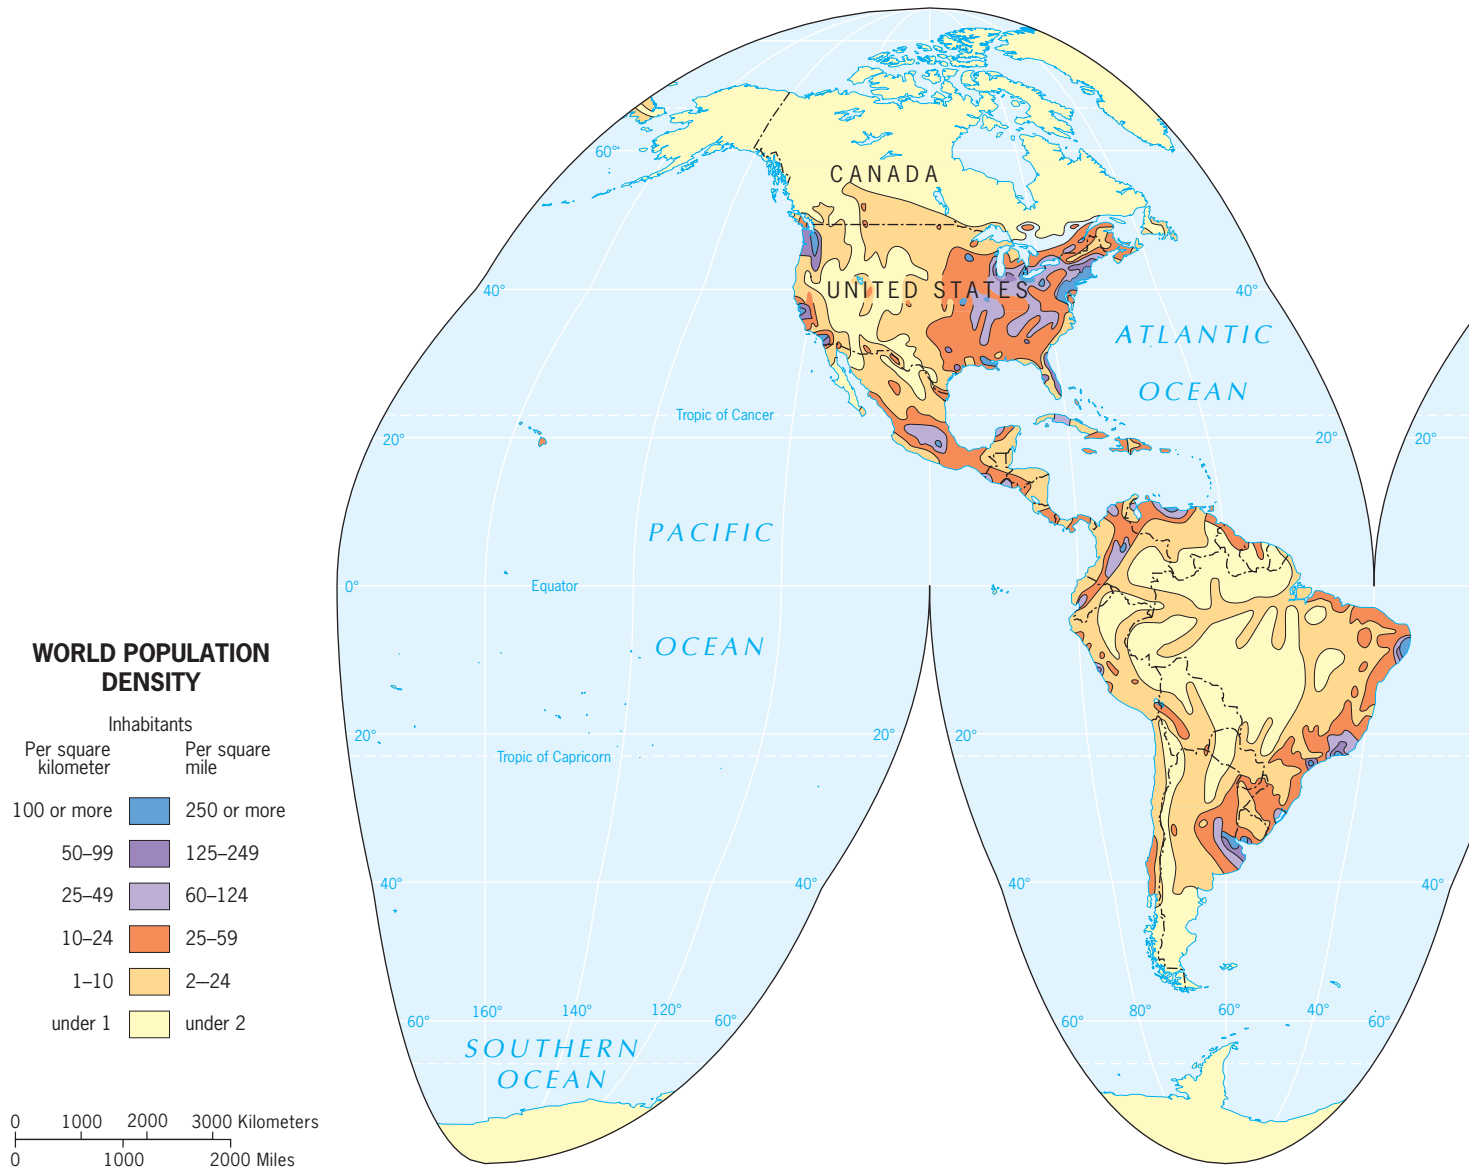 CANADA
UNITED STATES
ATLANTIC
OCEAN
PACIFIC
OCEAN
SOUTHERN
OCEAN
Tropic of Cancer
Equator
Tropic of Capricorn
60°
40°
40°
20°
20°
20°
0°
20°
20°
20°
40°
40°
40°
40°
60°
160°
140°
120°
60°
60°
80°
60°
40°
60°
WORLD POPULATION
DENSITY
Inhabitants
Per square Per square
kilometer mile
100 or more 250 or more
50–99 125–249
25–49 60–124
10–24 25–59
1–10 2—24
under 1 under 2
0 1000 2000 3000 Kilometers
0 1000 2000 Miles